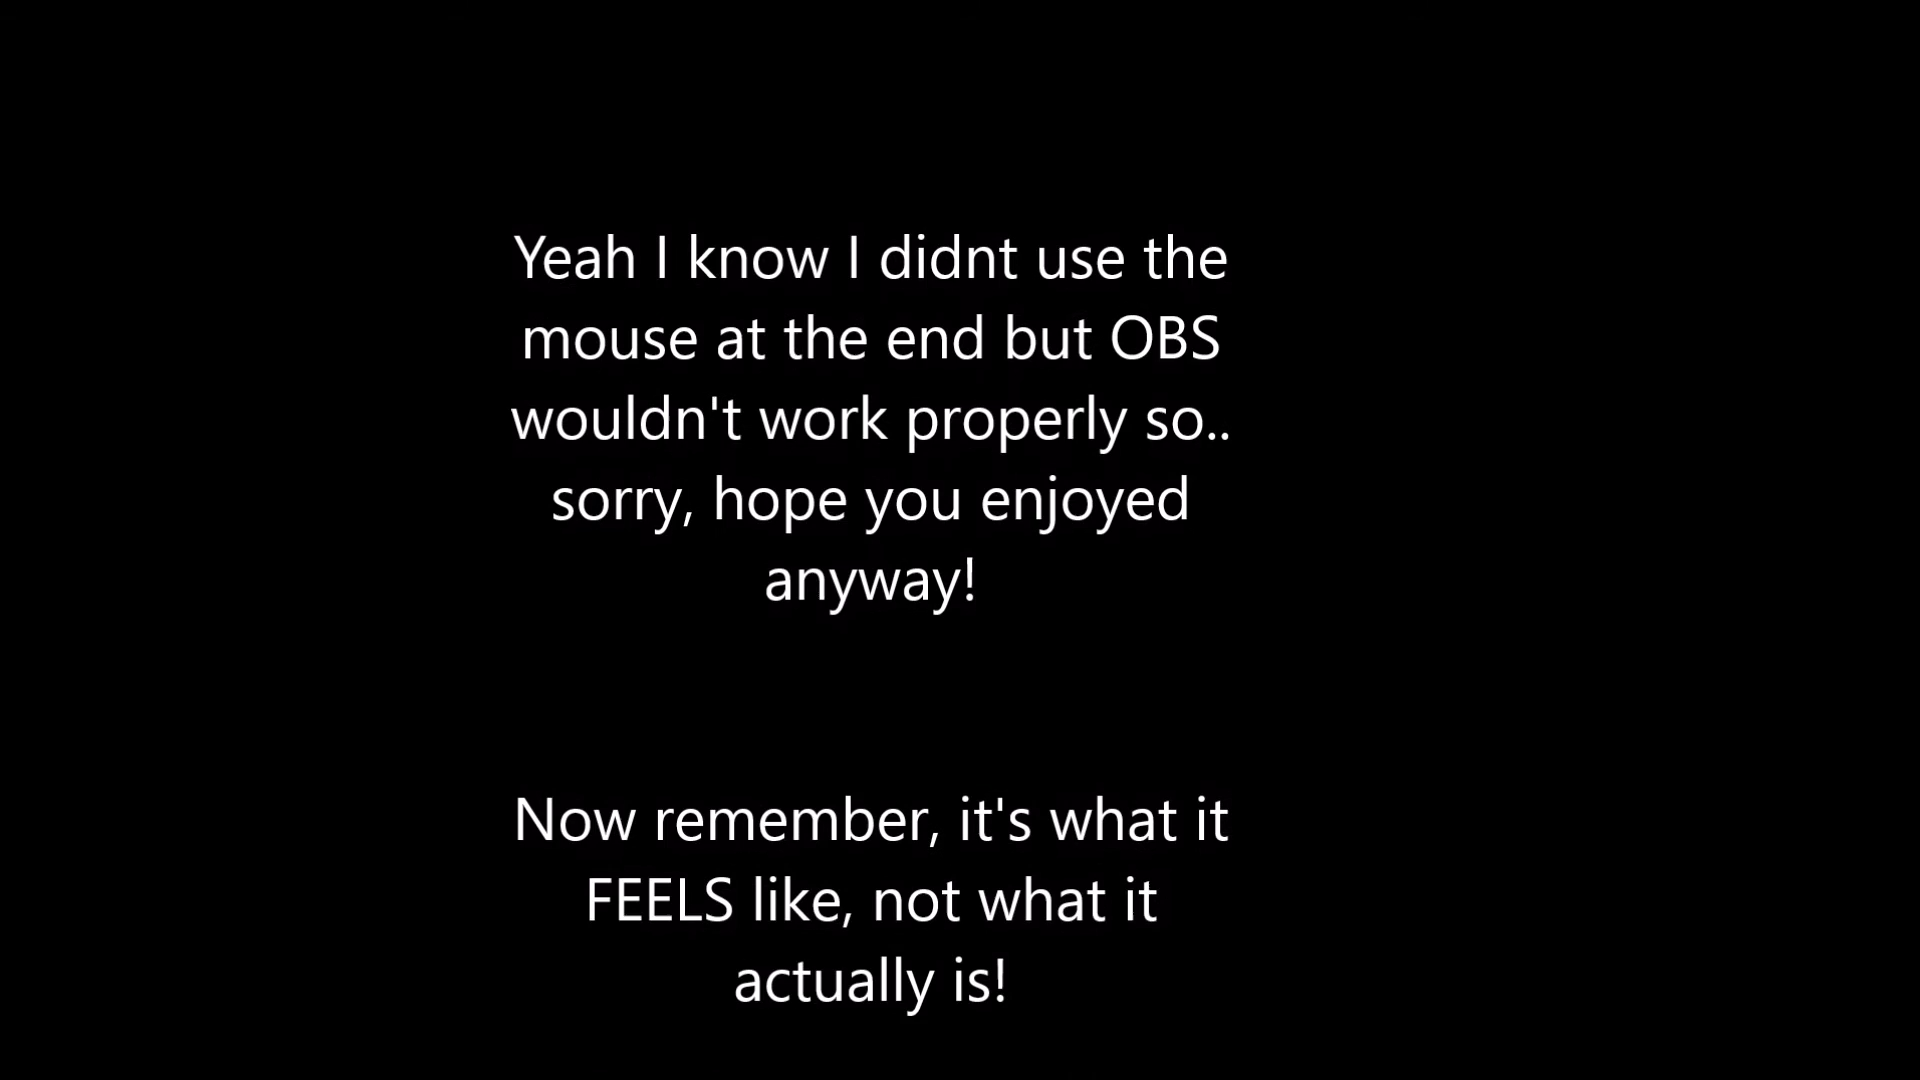 Yeah I know I didnt use the
mouse at the end but OBS
wouldn't work properly so..
sorry, hope you enjoyed
anyway!
Now remember, it's what it
FEELS like, not what it
actually is!